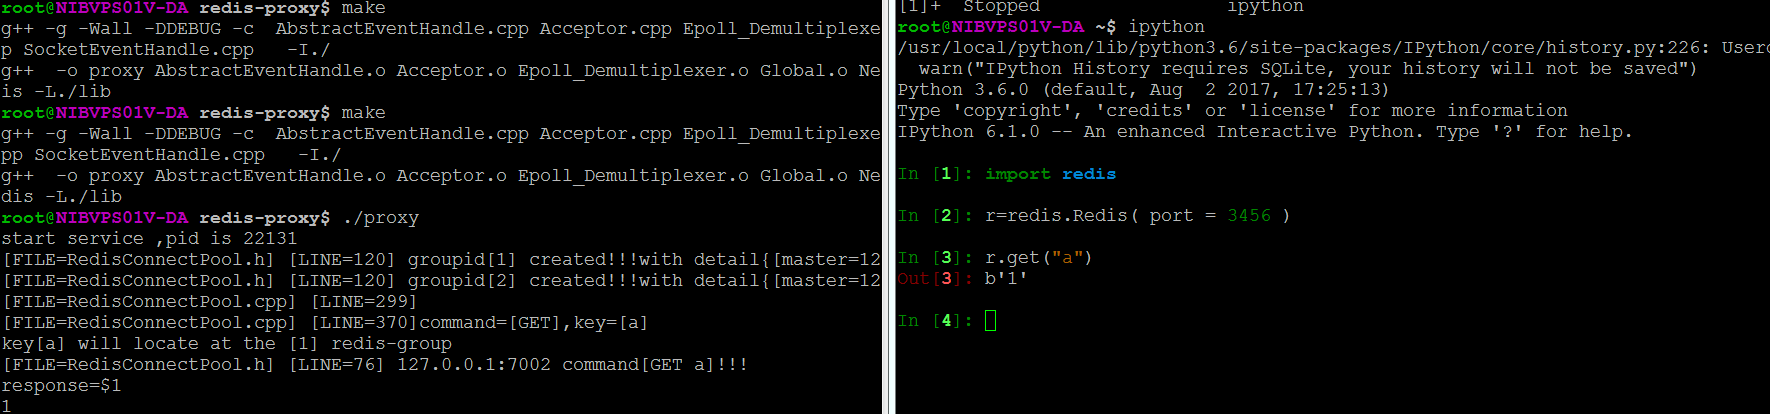 root@NIBVPS01V-DA redis-proxy$ make
g++ -g -Wall -DDEBUG -c  AbstractEventHandle.cpp Acceptor.cpp Epoll_Demultiplexe
p SocketEventHandle.cpp   -I./
g++  -o proxy AbstractEventHandle.o Acceptor.o Epoll_Demultiplexer.o Global.o Ne
is -L./lib
root@NIBVPS01V-DA redis-proxy$ make
g++ -g -Wall -DDEBUG -c  AbstractEventHandle.cpp Acceptor.cpp Epoll_Demultiplexe
pp SocketEventHandle.cpp   -I./
g++  -o proxy AbstractEventHandle.o Acceptor.o Epoll_Demultiplexer.o Global.o Ne
dis -L./lib
root@NIBVPS01V-DA redis-proxy$ ./proxy
start service ,pid is 22131
[FILE=RedisConnectPool.h] [LINE=120] groupid[1] created!!!with detail{[master=12
[FILE=RedisConnectPool.h] [LINE=120] groupid[2] created!!!with detail{[master=12
[FILE=RedisConnectPool.cpp] [LINE=299]
[FILE=RedisConnectPool.cpp] [LINE=370]command=[GET],key=[a]
key[a] will locate at the [1] redis-group
[FILE=RedisConnectPool.h] [LINE=76] 127.0.0.1:7002 command[GET a]!!!
response=$1
1
[1]+  Stopped                 ipython
root@NIBVPS01V-DA ~$ ipython
/usr/local/python/lib/python3.6/site-packages/IPython/core/history.py:226: Userc
  warn("IPython History requires SQLite, your history will not be saved")
Python 3.6.0 (default, Aug  2 2017, 17:25:13)
Type 'copyright', 'credits' or 'license' for more information
IPython 6.1.0 -- An enhanced Interactive Python. Type '?' for help.
In [1]: import redis
In [2]: r=redis.Redis( port = 3456 )
In [3]: r.get("a")
Out[3]: b'1'
In [4]: